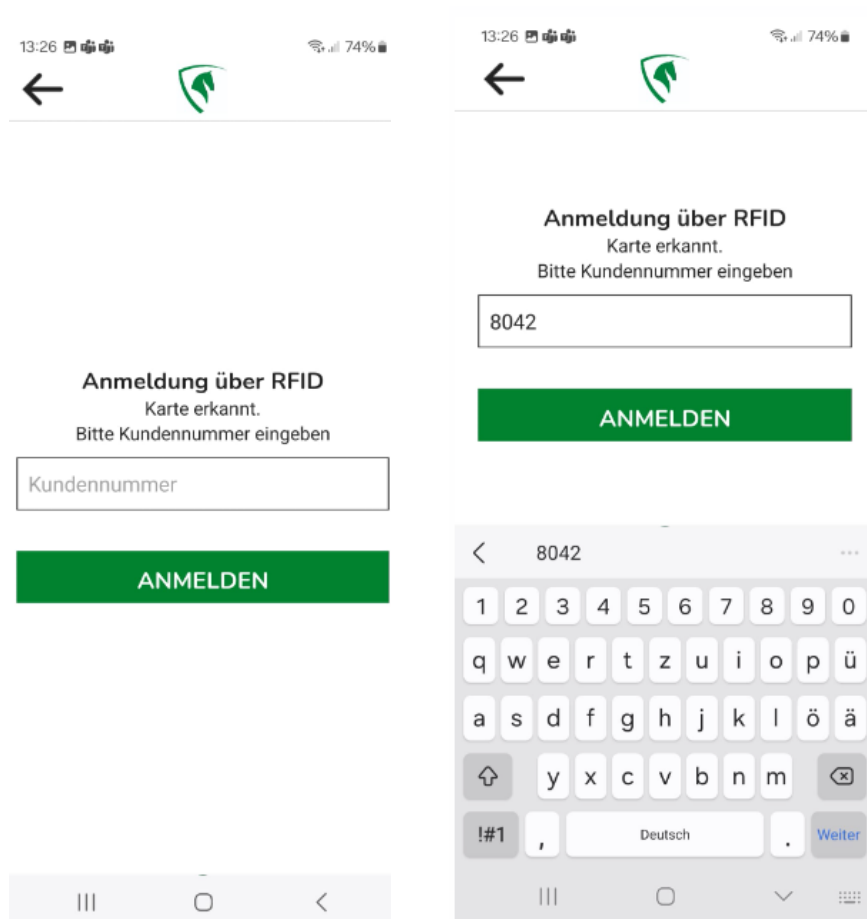 13:26
74%
Anmeldung über RFID
Karte erkannt.
Bitte Kundennummer eingeben
Kundennummer
ANMELDEN
13:26
74%
Anmeldung über RFID
Karte erkannt.
Bitte Kundennummer eingeben
8042
ANMELDEN
8042
1 2 3 4 5 6 7 8 9 0
q w e r t z u i o p ü
a s d f g h j k l ö ä
y x c v b n m
!#1 , Deutsch . Weiter